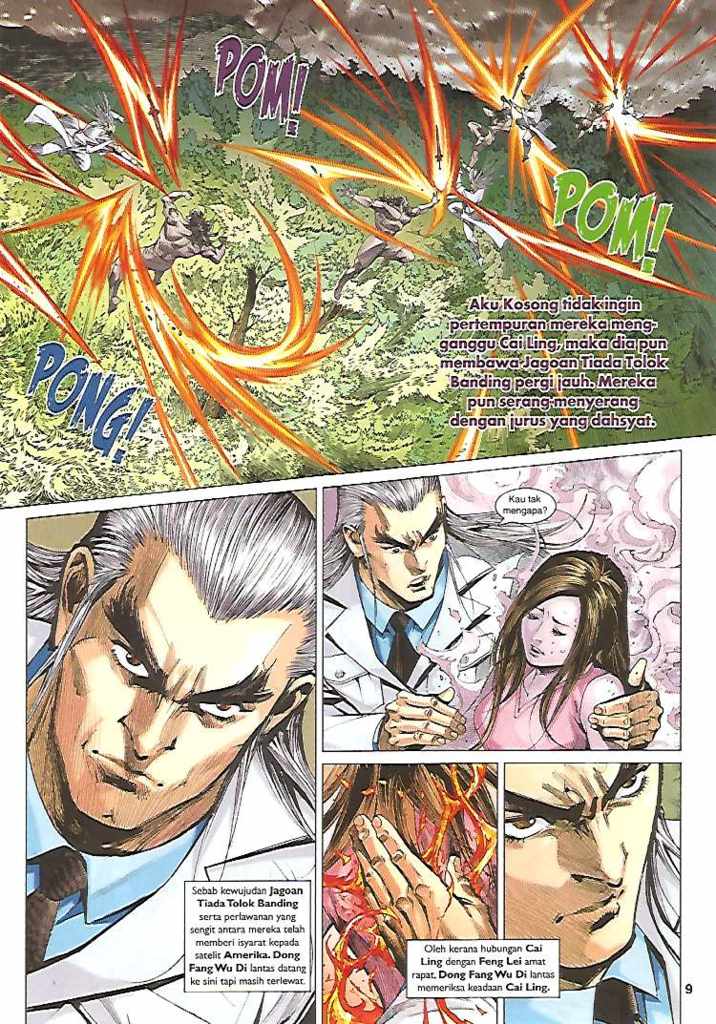 POM!
POM!
PONG!
Aku Kosong tidak ingin
pertempuran mereka meng-
ganggu Cai Ling, maka dia pun
membawa Jagoan Tiada Tolok
Banding pergi jauh. Mereka
pun serang-menyerang
dengan jurus yang dahsyat.
Kau tak
mengapa?
Sebab kewujudan Jagoan
Tiada Tolok Banding
serta perlawanan yang
sengit antara mereka telah
memberi isyarat kepada
satelit Amerika. Dong
Fang Wu Di lantas datang
ke sini tapi masih terlewat.
Oleh kerana hubungan Cai
Ling dengan Feng Lei amat
rapat, Dong Fang Wu Di lantas
memeriksa keadaan Cai Ling.
9